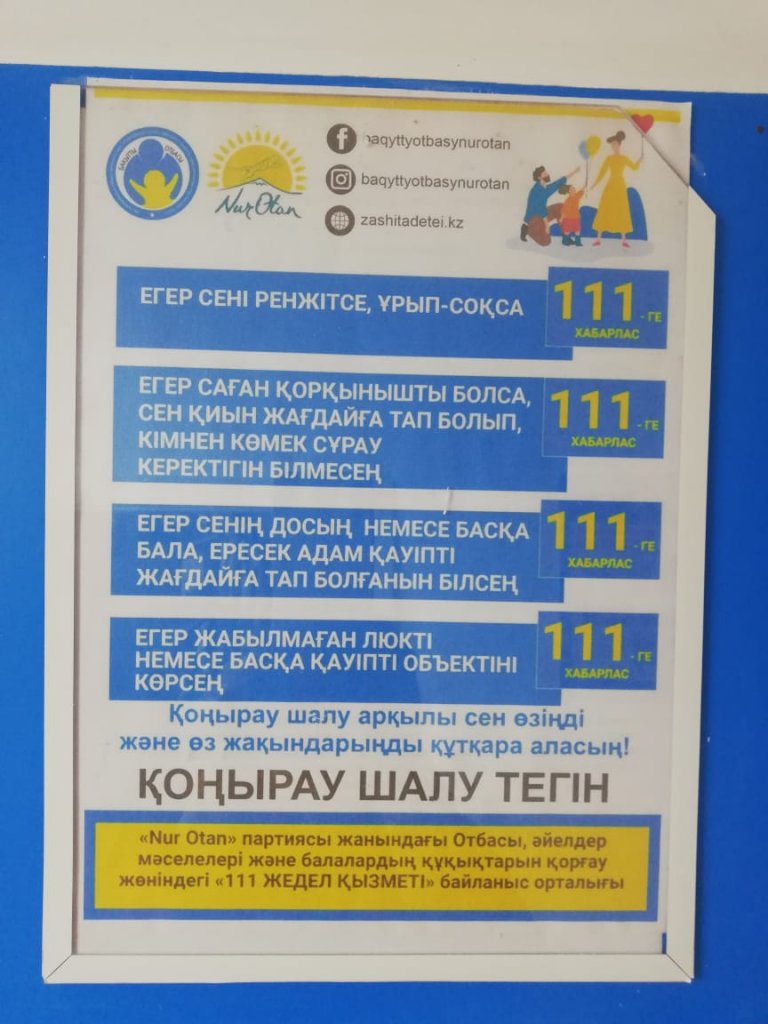 БАҚЫТТЫ ОТБАСЫ
Nur Otan
baqyttyotbasynurotan
baqyttyotbasynurotan
zashitadetei.kz
ЕГЕР СЕНІ РЕНЖІТСЕ, ҰРЫП-СОҚСА
111 - ГЕ
ХАБАРЛАС
ЕГЕР САҒАН ҚОРҚЫНЫШТЫ БОЛСА,
СЕН ҚИЫН ЖАҒДАЙҒА ТАП БОЛЫП,
КІМНЕН КӨМЕК СҰРАУ
КЕРЕКТІГІН БІЛМЕСЕҢ
111 - ГЕ
ХАБАРЛАС
ЕГЕР СЕНІҢ ДОСЫҢ НЕМЕСЕ БАСҚА
БАЛА, ЕРЕСЕК АДАМ ҚАУІПТІ
ЖАҒДАЙҒА ТАП БОЛҒАНЫН БІЛСЕҢ
111 - ГЕ
ХАБАРЛАС
ЕГЕР ЖАБЫЛМАҒАН ЛЮКТІ
НЕМЕСЕ БАСҚА ҚАУІПТІ ОБЪЕКТІНІ
КӨРСЕҢ
111 - ГЕ
ХАБАРЛАС
Қоңырау шалу арқылы сен өзіңді
және өз жақындарыңды құтқара аласың!
ҚОҢЫРАУ ШАЛУ ТЕГІН
«Nur Otan» партиясы жанындағы Отбасы, әйелдер
мәселелері және балалардың құқықтарын қорғау
жөніндегі «111 ЖЕДЕЛ ҚЫЗМЕТІ» байланыс орталығы